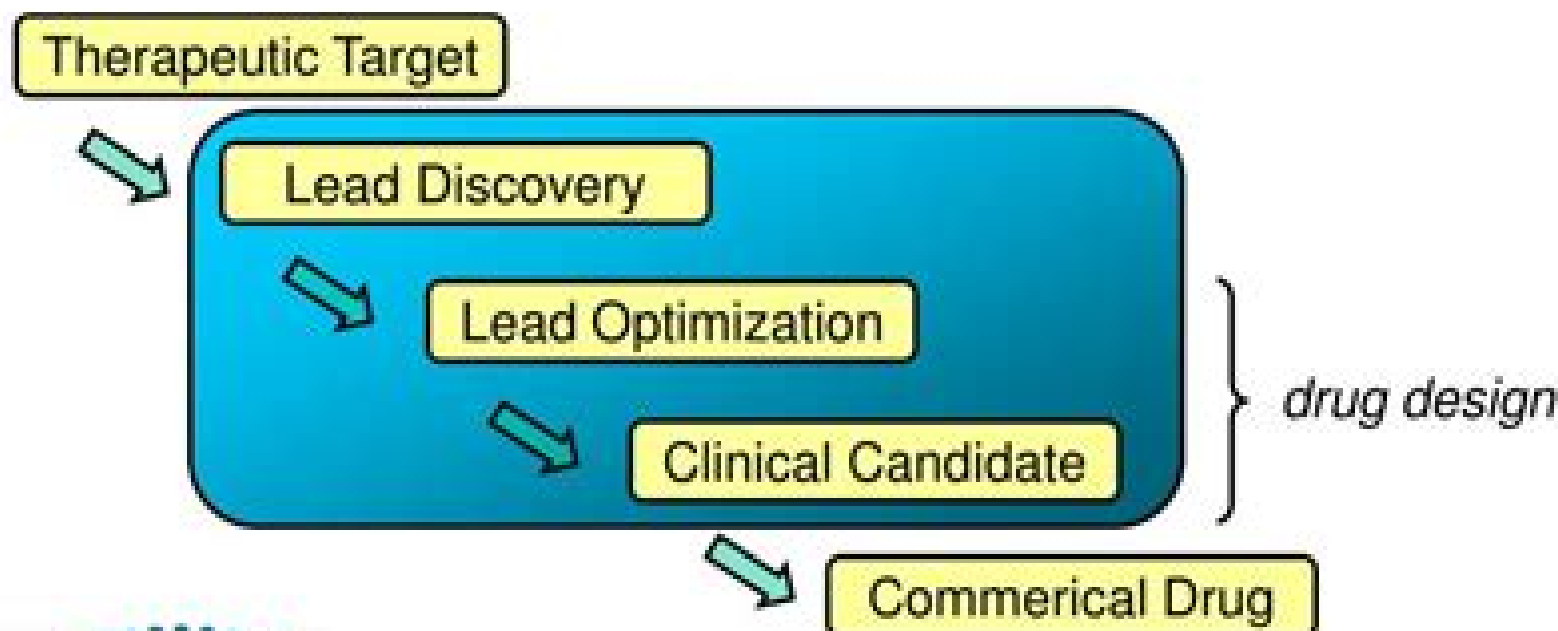 Therapeutic Target
Lead Discovery
Lead Optimization
Clinical Candidate
drug design
Commerical Drug